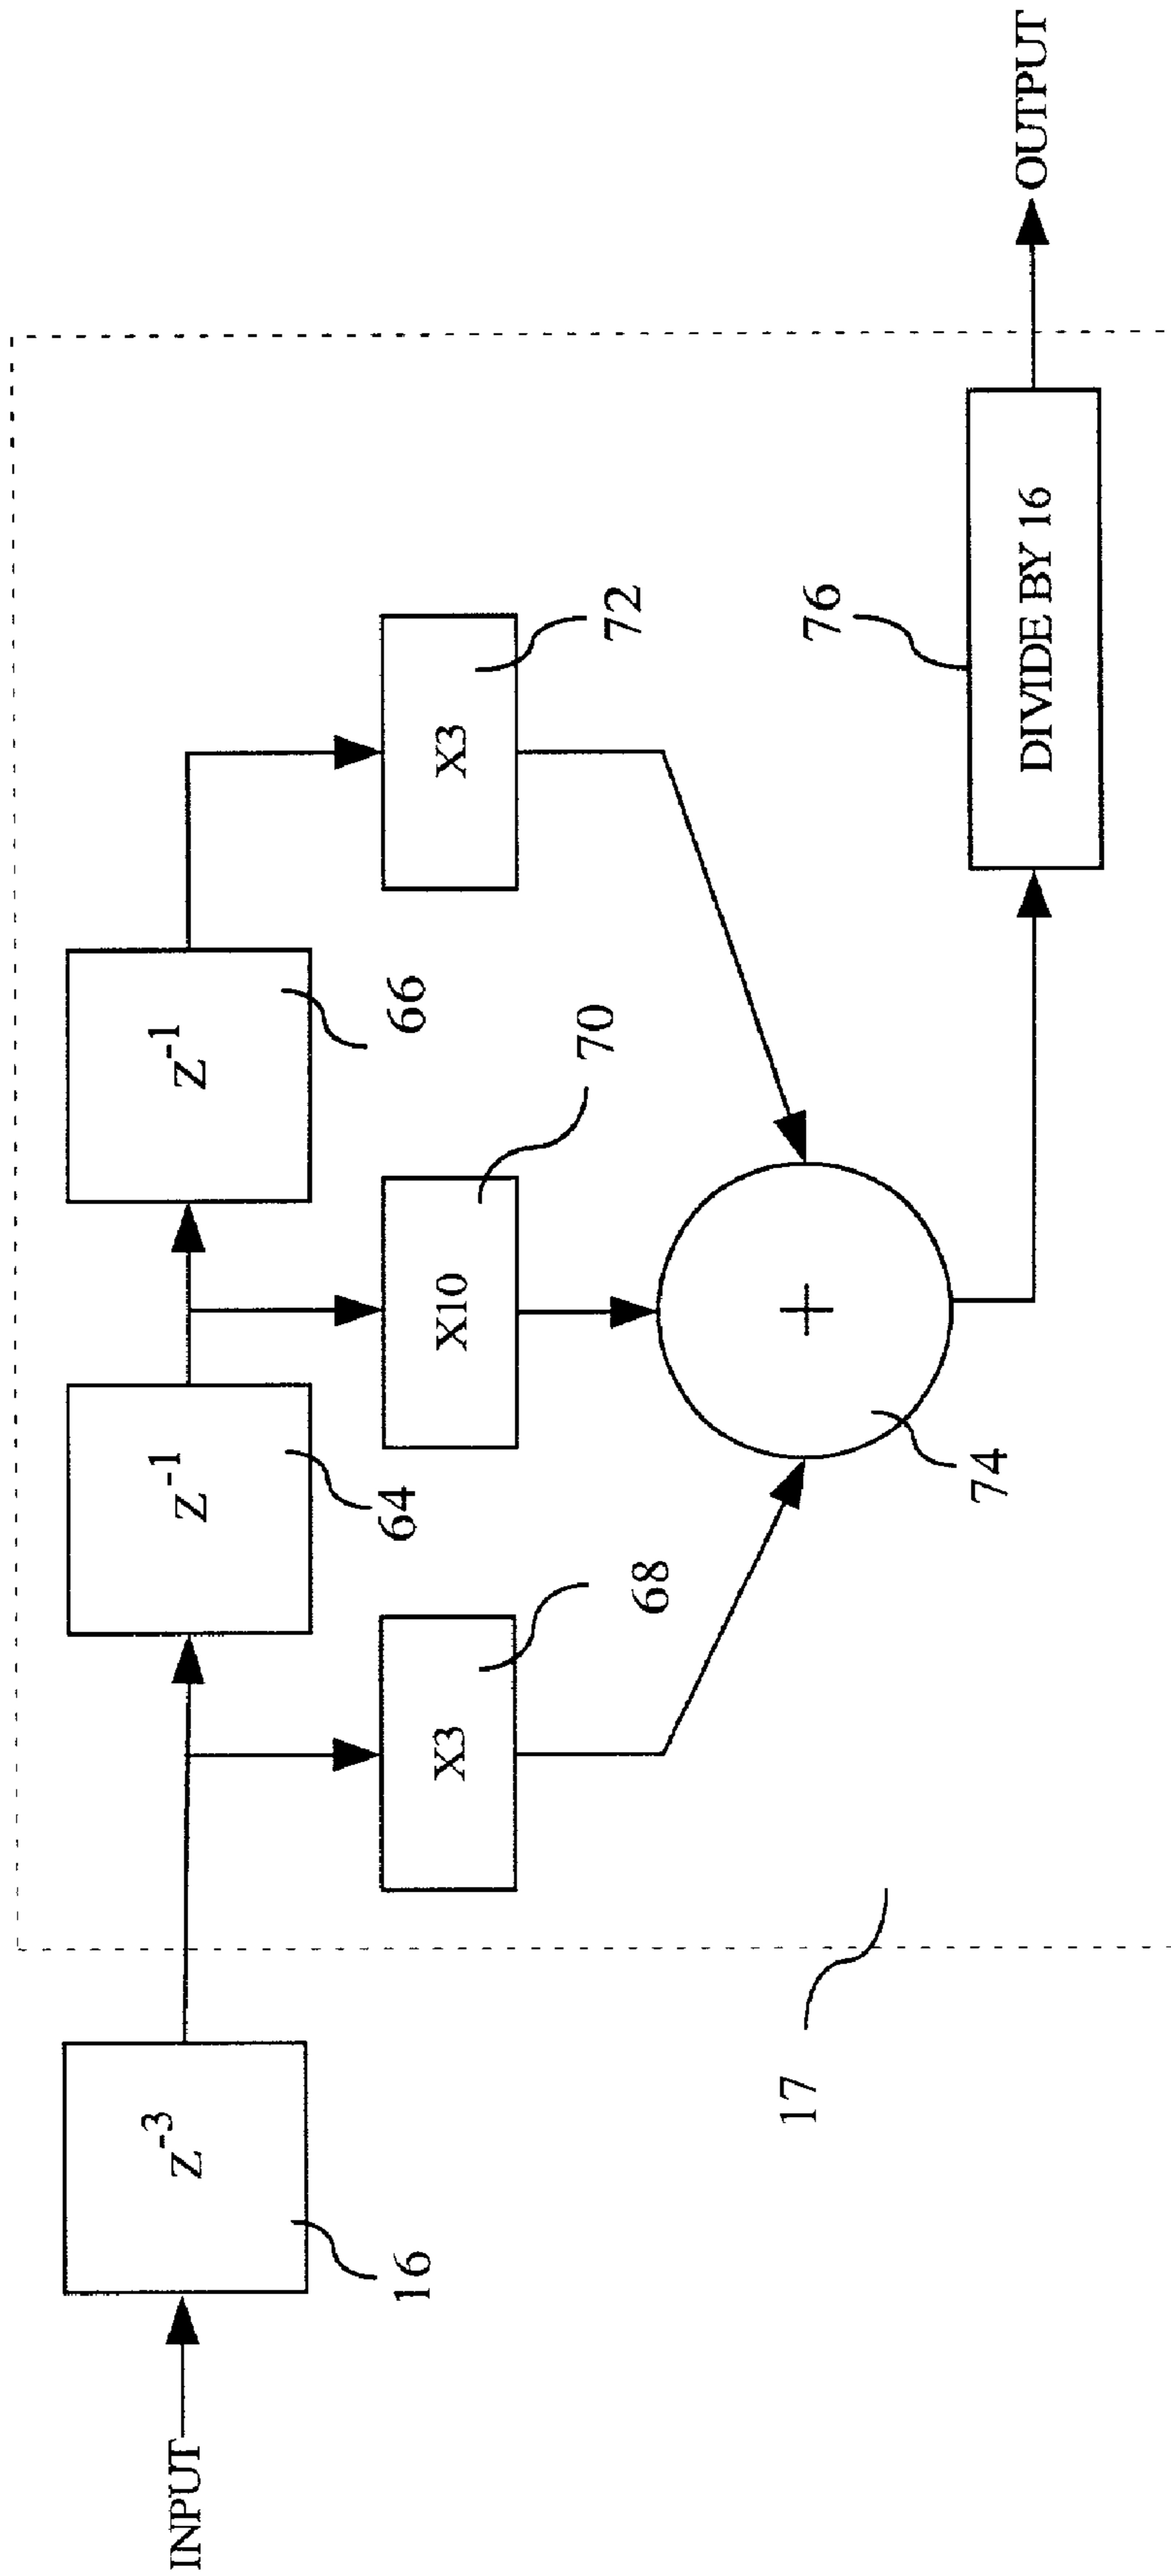 INPUT
Z-3
16
17
Z-1
64
Z-1
66
X3
68
X10
70
X3
72
+
74
DIVIDE BY 16
76
OUTPUT